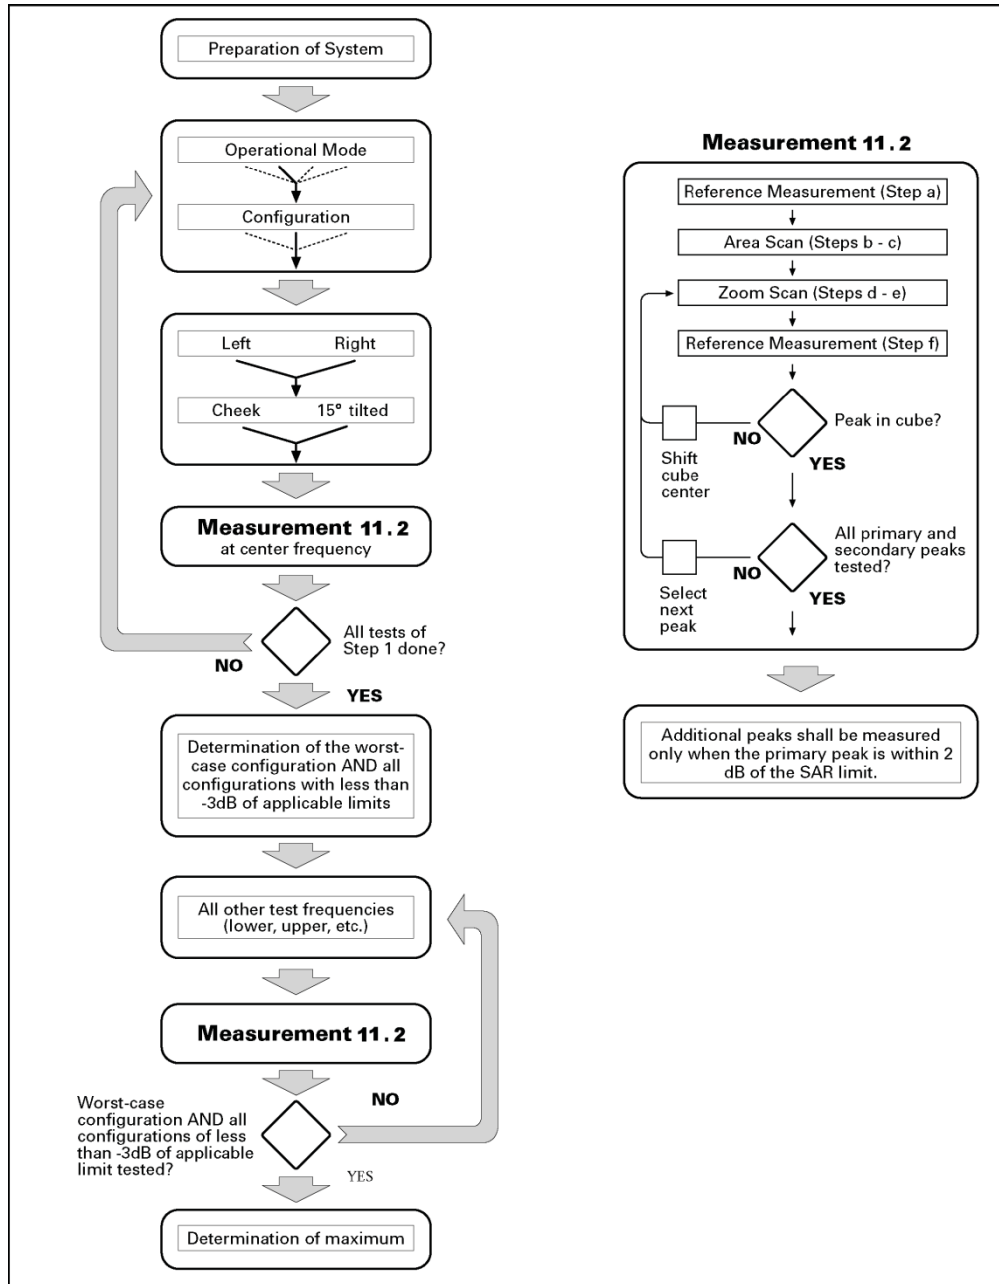 Preparation of System
Operational Mode
Configuration
Left Right
Cheek 15° tilted
Measurement 11.2
at center frequency
All tests of
Step 1 done?
NO
YES
Determination of the worst-
case configuration AND all
configurations with less than
-3dB of applicable limits
All other test frequencies
(lower, upper, etc.)
Measurement 11.2
NO
Worst-case
configuration AND all
configurations of less
than -3dB of applicable
limit tested?
YES
Determination of maximum
Measurement 11.2
Reference Measurement (Step a)
Area Scan (Steps b - c)
Zoom Scan (Steps d - e)
Reference Measurement (Step f)
Peak in cube?
NO
YES
Shift
cube
center
All primary and
secondary peaks
tested?
NO
YES
Select
next
peak
Additional peaks shall be measured
only when the primary peak is within 2
dB of the SAR limit.